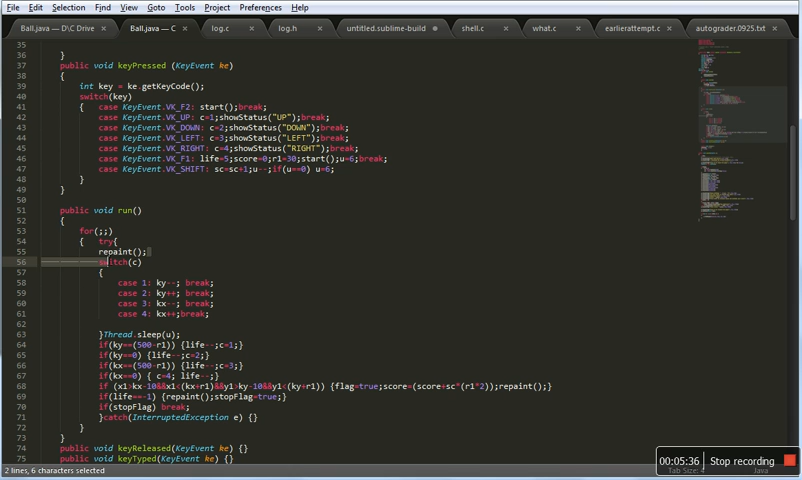 File Edit Selection Find View Goto Tools Project Preferences Help
Ball.java — D\C Drive × Ball.java — C × log.c × log.h × untitled.sublime-build shell.c × what.c × earlierattempt.c × autograder.0925.txt ×
35
36 }
37 public void keyPressed (KeyEvent ke)
38 {
39 int key = ke.getKeyCode();
40 switch(key)
41 { case KeyEvent.VK_F2: start();break;
42 case KeyEvent.VK_UP: c=1;showStatus("UP");break;
43 case KeyEvent.VK_DOWN: c=2;showStatus("DOWN");break;
44 case KeyEvent.VK_LEFT: c=3;showStatus("LEFT");break;
45 case KeyEvent.VK_RIGHT: c=4;showStatus("RIGHT");break;
46 case KeyEvent.VK_F1: life=5;score=0;r1=30;start();u=6;break;
47 case KeyEvent.VK_SHIFT: sc=sc+1;u--;if(u==0) u=6;
48 }
49 }
50
51 public void run()
52 {
53 for(;;)
54 { try{
55 repaint();
56 switch(c)
57 {
58 case 1: ky--; break;
59 case 2: ky++; break;
60 case 3: kx--; break;
61 case 4: kx++;break;
62
63 }Thread.sleep(u);
64 if(ky==(500-r1)) {life--;c=1;}
65 if(ky==0) {life--;c=2;}
66 if(kx==(500-r1)) {life--;c=3;}
67 if(kx==0) { c=4; life--;}
68 if (x1>kx-10&&x1<(kx+r1)&&y1>ky-10&&y1<(ky+r1)) {flag=true;score=(score+sc*(r1*2));repaint();}
69 if(life==-1) {repaint();stopFlag=true;}
70 if(stopFlag) break;
71 }catch(InterruptedException e) {}
72 }
73 }
74 public void keyReleased(KeyEvent ke) {}
75 public void keyTyped(KeyEvent ke) {}
00:05:36 Stop recording
2 lines, 6 characters selected Tab Size: 4 Java